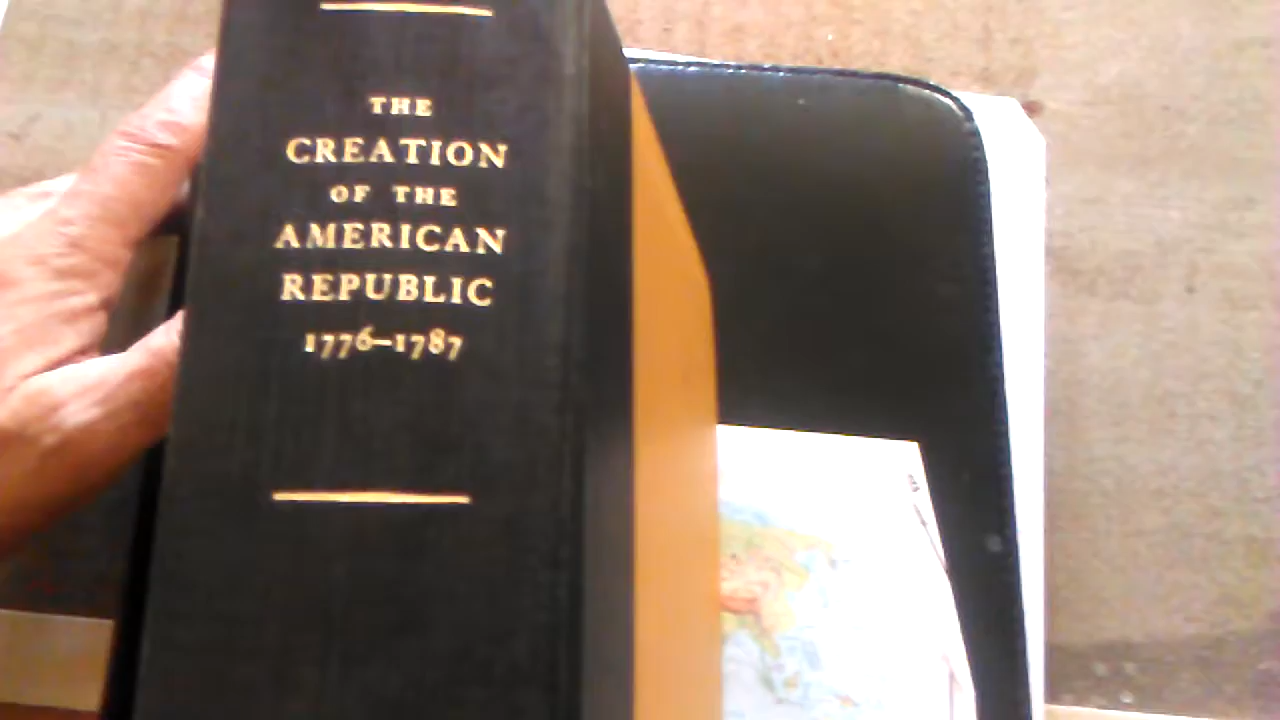 THE
CREATION
OF THE
AMERICAN
REPUBLIC
1776–1787